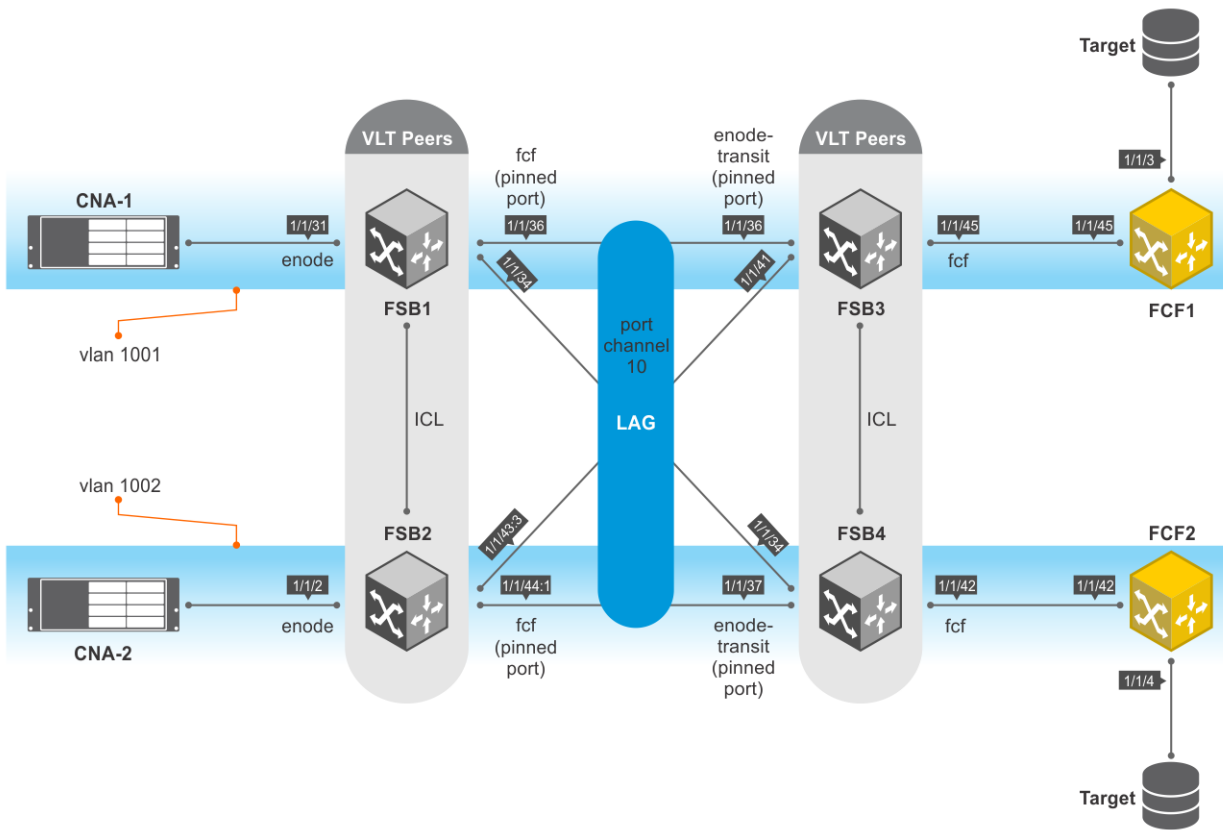 Target
VLT Peers
VLT Peers
fcf
(pinned
port)
enode-
transit
(pinned
port)
1/1/3
CNA-1
1/1/31
enode
1/1/36
1/1/34
1/1/36
1/1/41
1/1/45
fcf
1/1/45
FSB1
FSB3
FCF1
vlan 1001
port
channel
10
ICL
LAG
ICL
vlan 1002
FSB2
1/1/43:3
1/1/34
FSB4
FCF2
1/1/2
enode
1/1/44:1
1/1/37
1/1/42
fcf
1/1/42
CNA-2
fcf
(pinned
port)
enode-
transit
(pinned
port)
1/1/4
Target